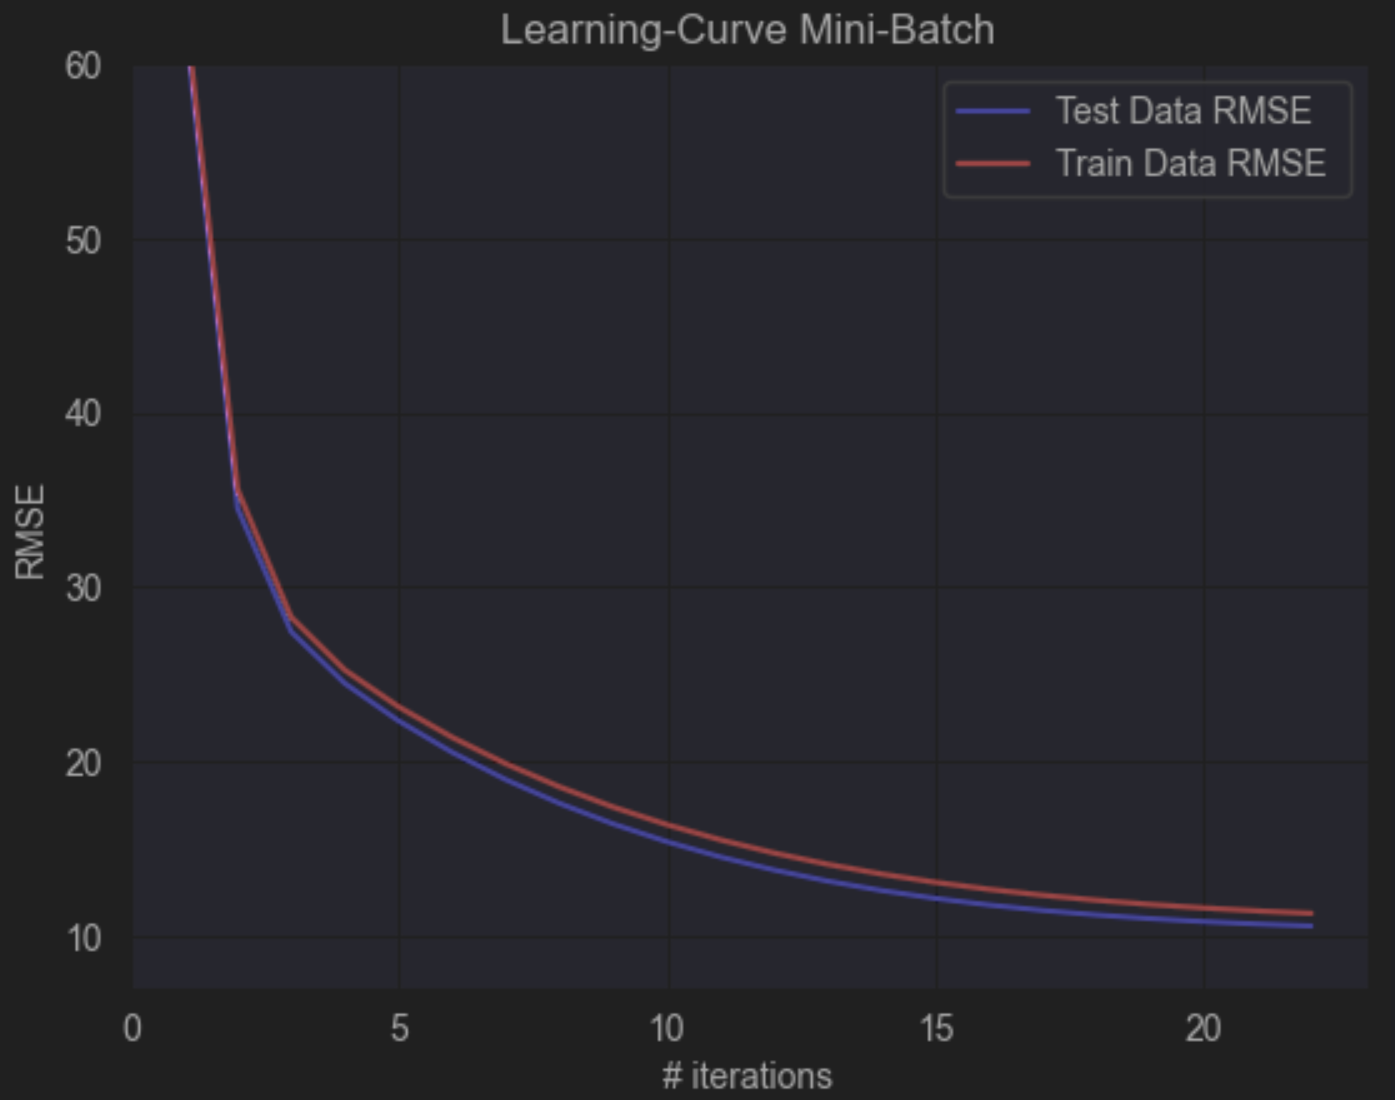 Learning-Curve Mini-Batch
60
Test Data RMSE
Train Data RMSE
50
40
RMSE
30
20
10
0 5 10 15 20
# iterations